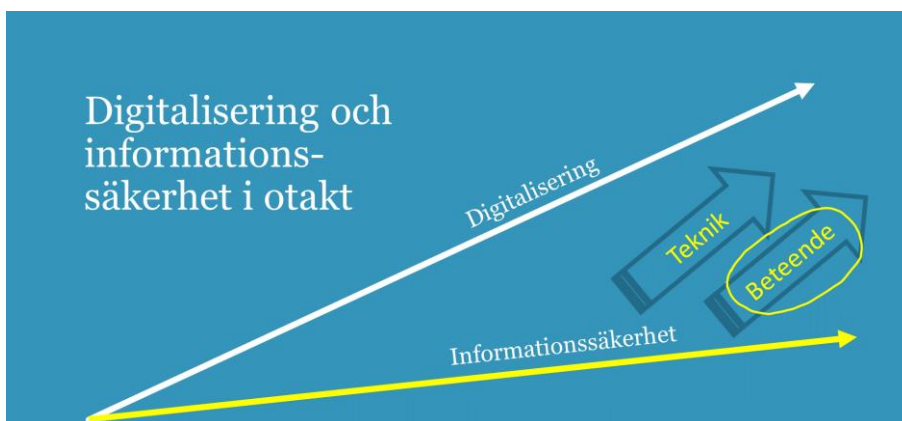 Digitalisering och
informations-
säkerhet i otakt
Digitalisering
Teknik
Beteende
Informationssäkerhet